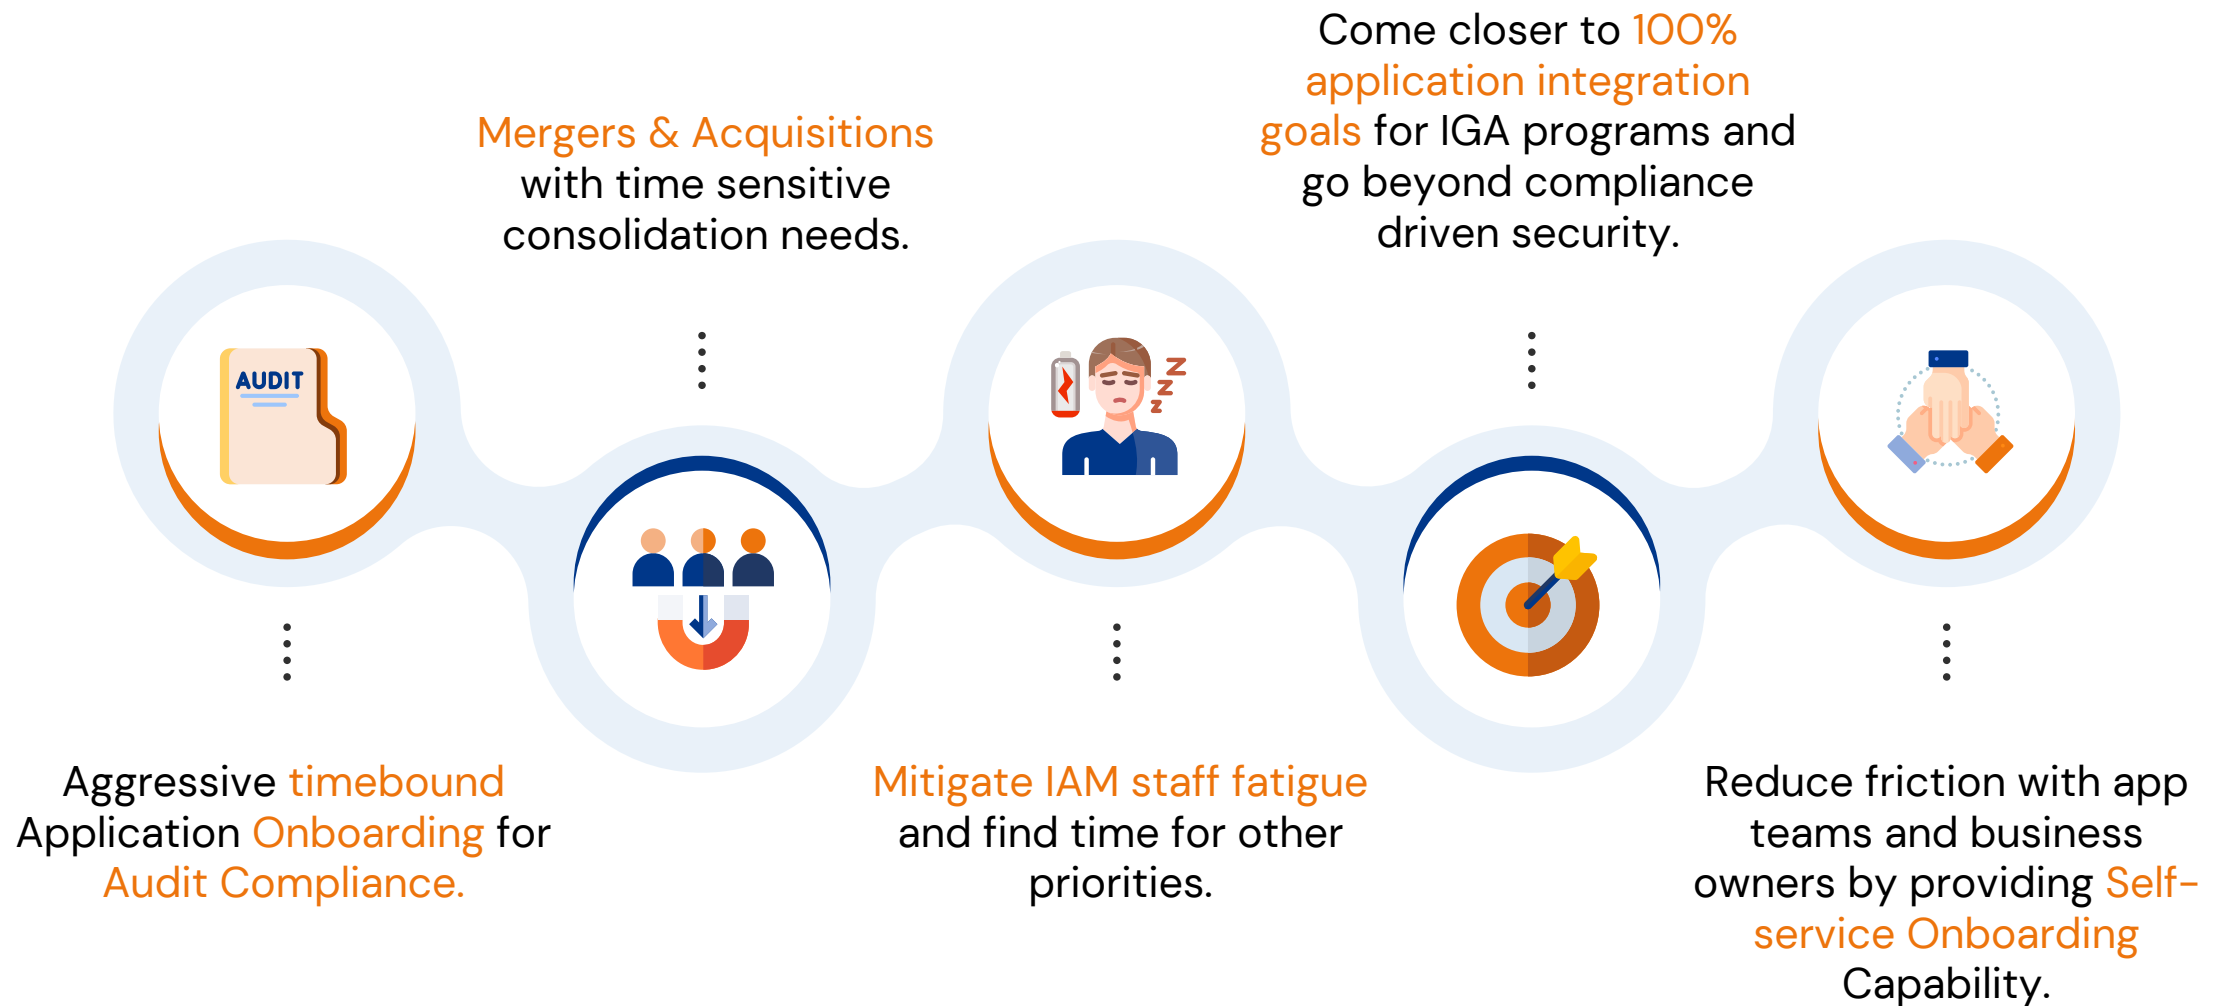 AUDIT
Aggressive timebound
Application Onboarding for
Audit Compliance.
Mergers & Acquisitions
with time sensitive
consolidation needs.
z
z
z
Mitigate IAM staff fatigue
and find time for other
priorities.
Come closer to 100%
application integration
goals for IGA programs and
go beyond compliance
driven security.
Reduce friction with app
teams and business
owners by providing Self-
service Onboarding
Capability.